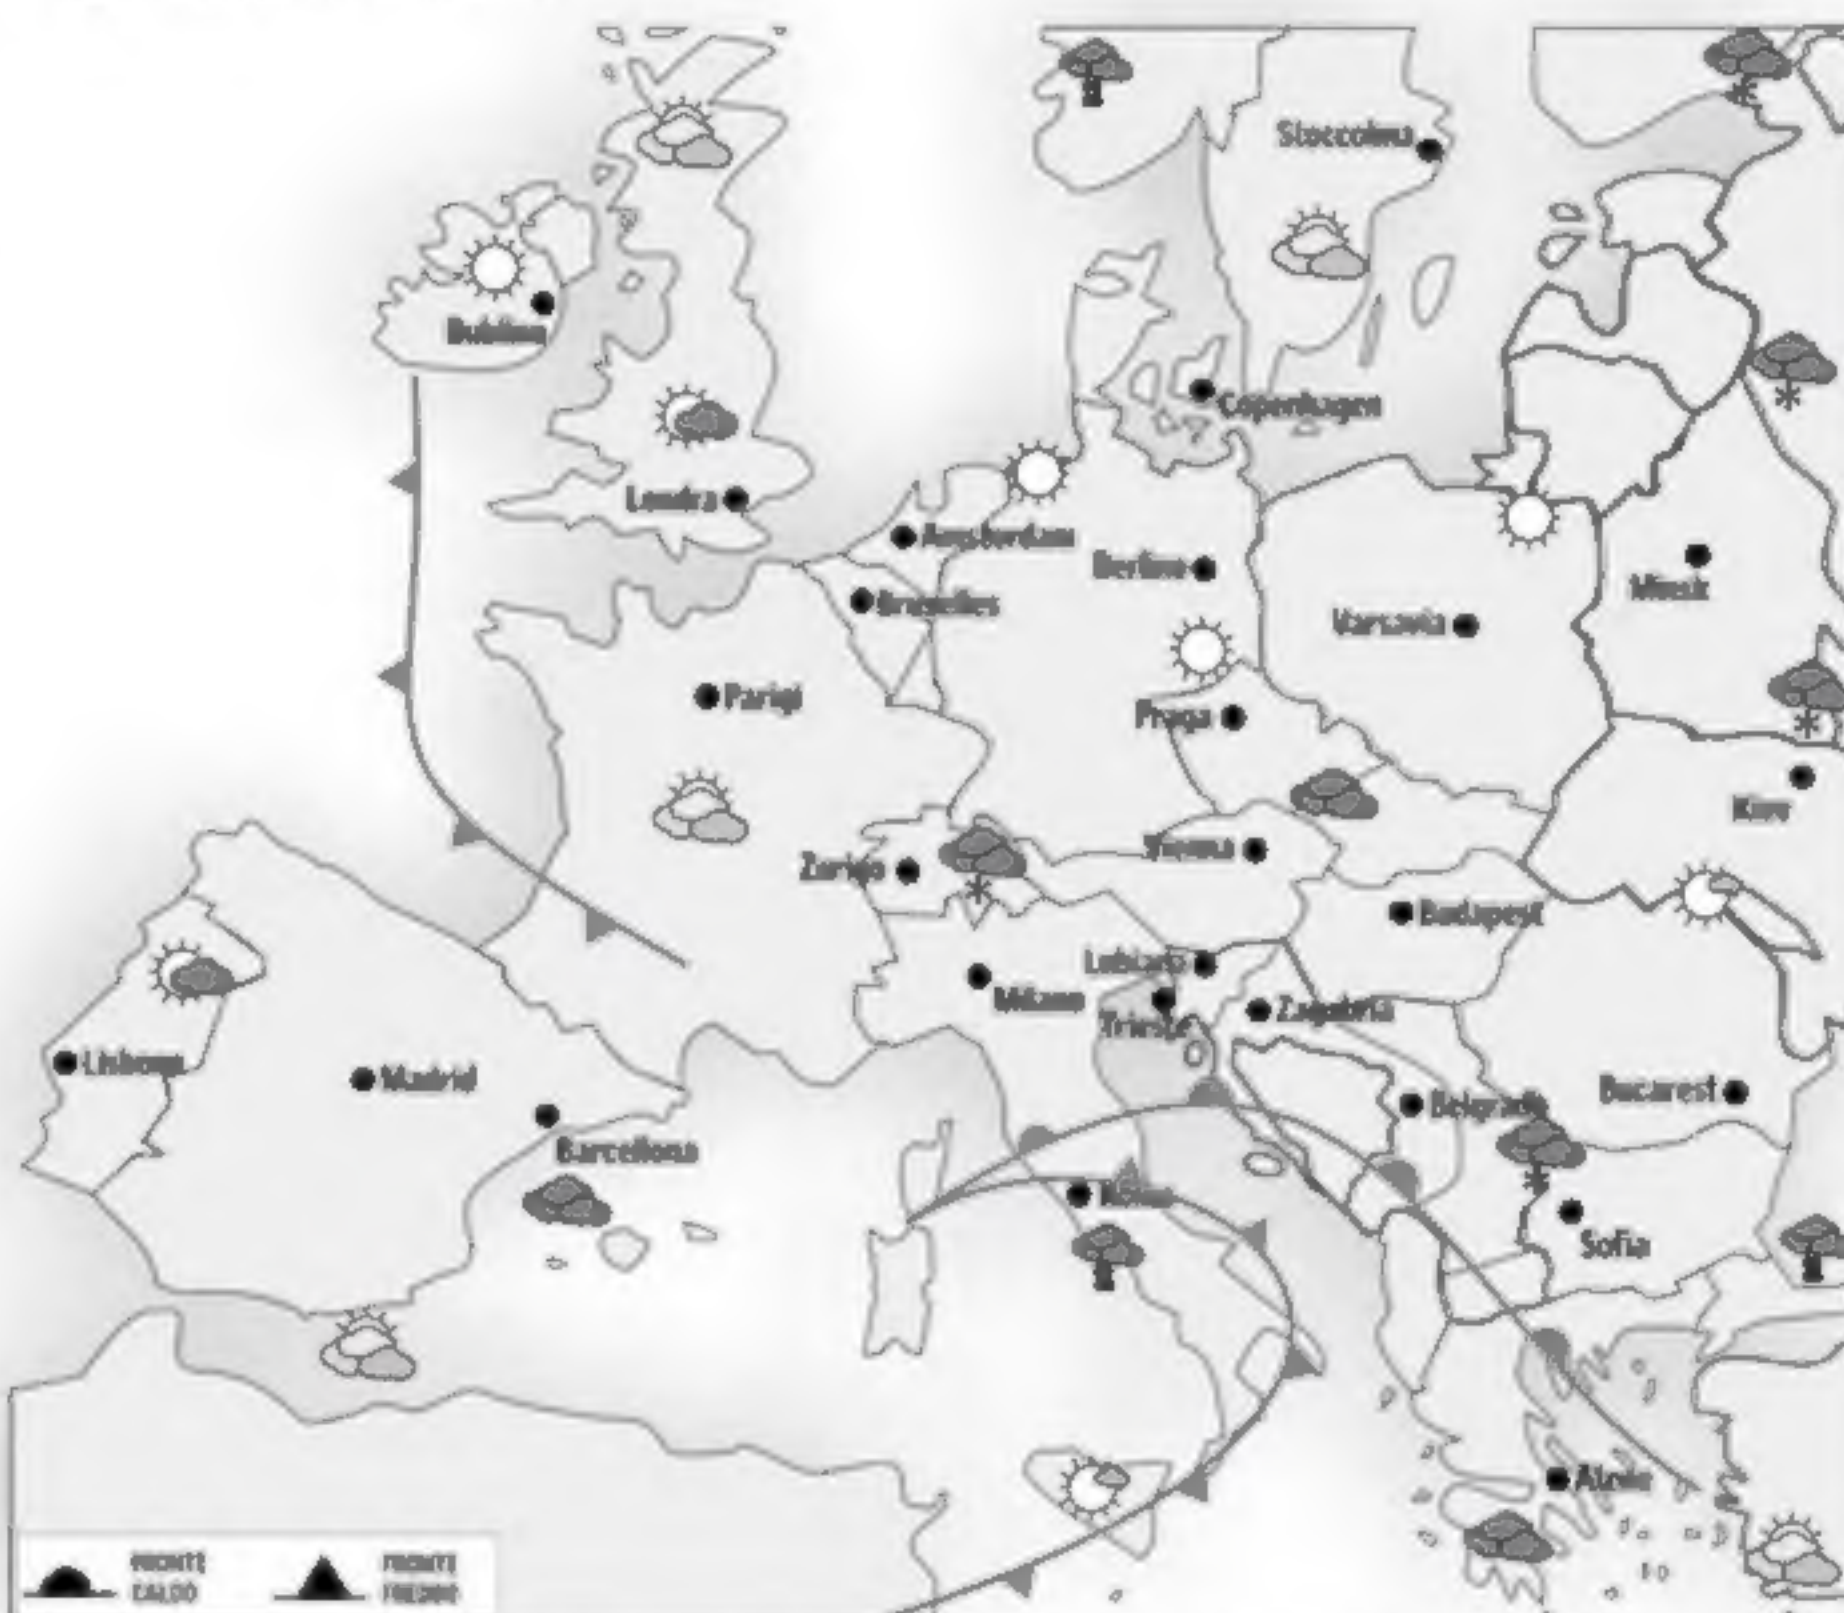 Stoccolma
Dublino
Copenhagen
Londra
Amsterdam
Berlino
Minsk
Bruxelles
Varsavia
Parigi
Praga
Kiev
Vienna
Zurigo
Budapest
Lubiana
Milano
Zagabria
Trieste
Lisbona
Madrid
Bucarest
Belgrado
Barcellona
Roma
Sofia
Atene
FRONTE
CALDO
FRONTE
FREDDO